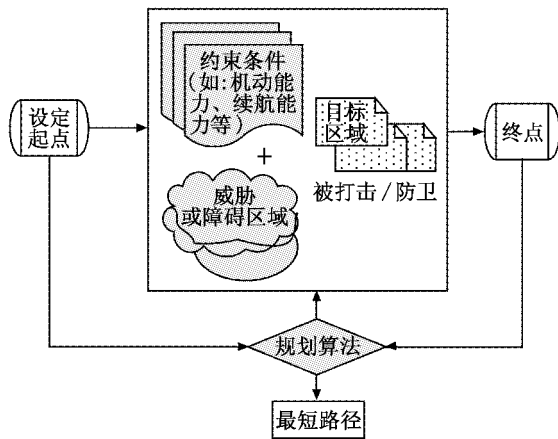 约束条件
(如:机动能
力、续航能
力等)
设定
起点
目标
区域
终点
+
威胁
或障碍区域
被打击/防卫
规划算法
最短路径